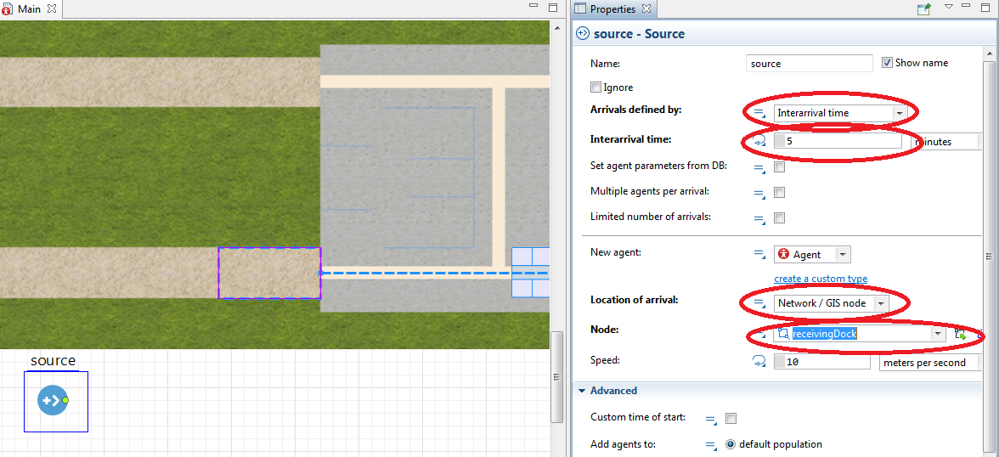 Main
source
Properties
source - Source
Name: source Show name
Ignore
Arrivals defined by: Interarrival time
Interarrival time: 5 minutes
Set agent parameters from DB:
Multiple agents per arrival:
Limited number of arrivals:
New agent: Agent
create a custom type
Location of arrival: Network / GIS node
Node: receivingDock
Speed: 10 meters per second
Advanced
Custom time of start:
Add agents to: default population